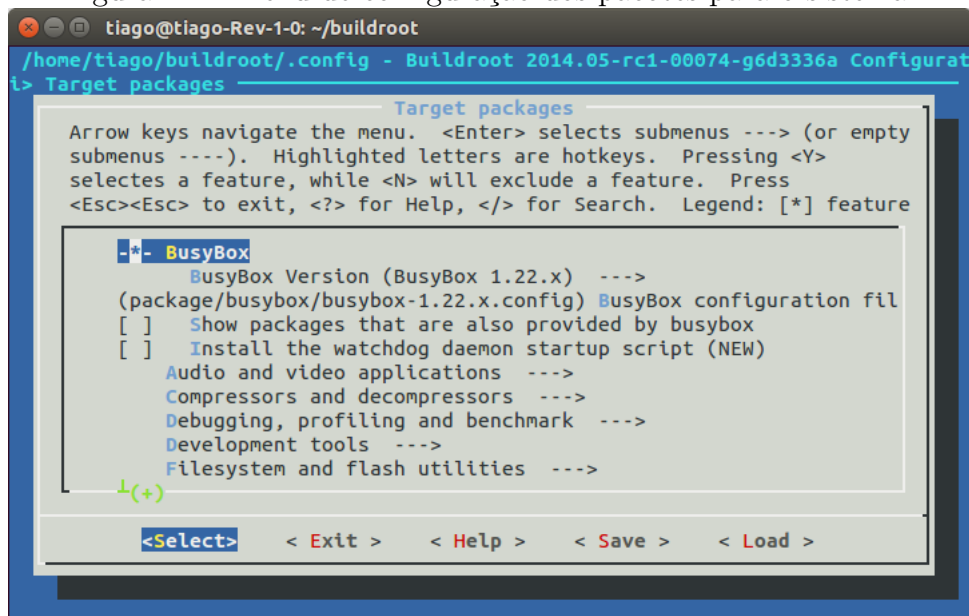 tiago@tiago-Rev-1-0: ~/buildroot
/home/tiago/buildroot/.config - Buildroot 2014.05-rc1-00074-g6d3336a Configurat
i> Target packages
Target packages
Arrow keys navigate the menu.  <Enter> selects submenus ---> (or empty
submenus ----).  Highlighted letters are hotkeys.  Pressing <Y>
selectes a feature, while <N> will exclude a feature.  Press
<Esc><Esc> to exit, <?> for Help, </> for Search.  Legend: [*] feature
-*- BusyBox
BusyBox Version (BusyBox 1.22.x)  --->
(package/busybox/busybox-1.22.x.config) BusyBox configuration fil
[ ]   Show packages that are also provided by busybox
[ ]   Install the watchdog daemon startup script (NEW)
Audio and video applications  --->
Compressors and decompressors  --->
Debugging, profiling and benchmark  --->
Development tools  --->
Filesystem and flash utilities  --->
(+)
<Select>    < Exit >    < Help >    < Save >    < Load >